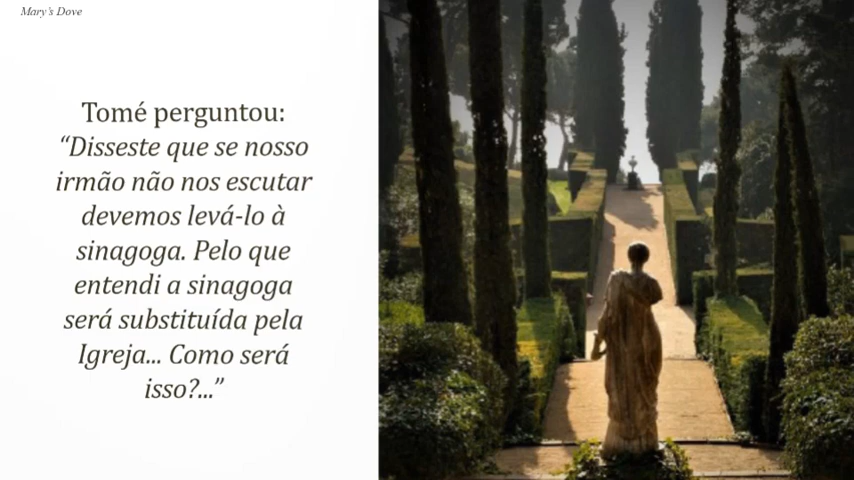 Mary's Dove
Tomé perguntou:
“Disseste que se nosso
irmão não nos escutar
devemos levá-lo à
sinagoga. Pelo que
entendi a sinagoga
será substituída pela
Igreja... Como será
isso?...”